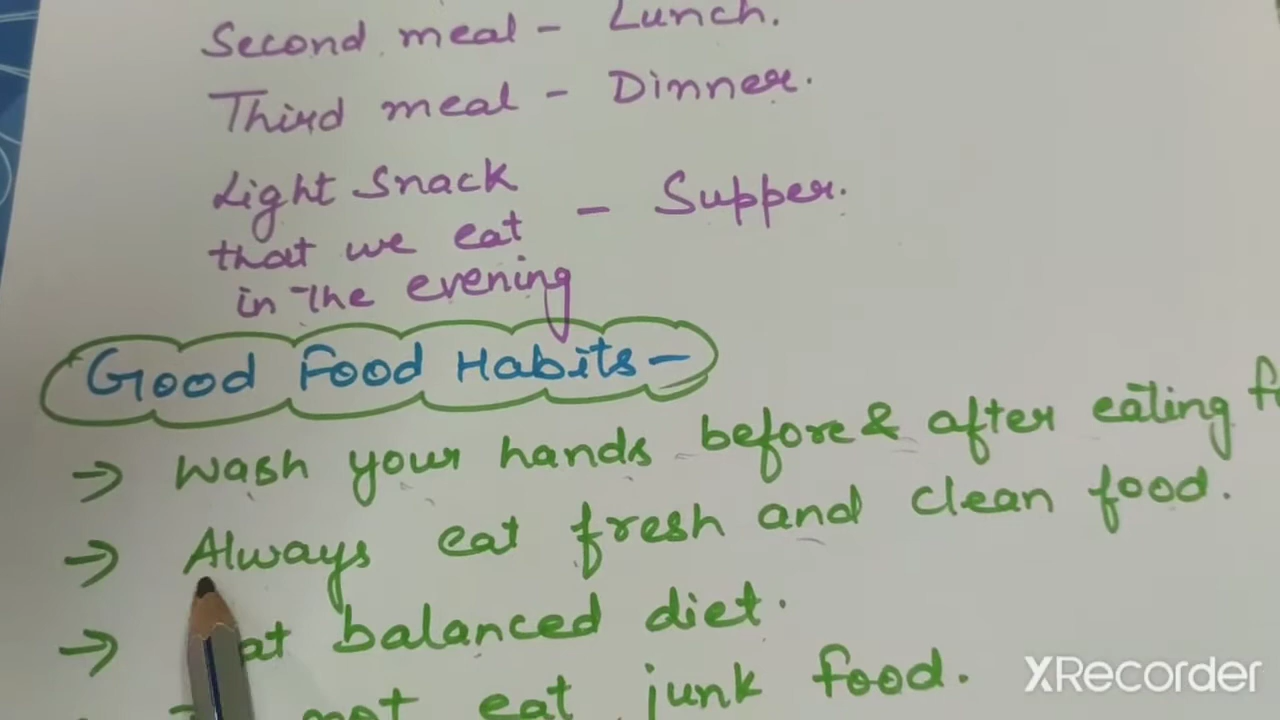 Second meal - Lunch.
Third meal - Dinner.
Light Snack
that we eat - Supper.
in the evening
Good Food Habits -
→ Wash your hands before & after eating
→ Always eat fresh and clean food.
→ balanced diet.
not eat junk food.
XRecorder